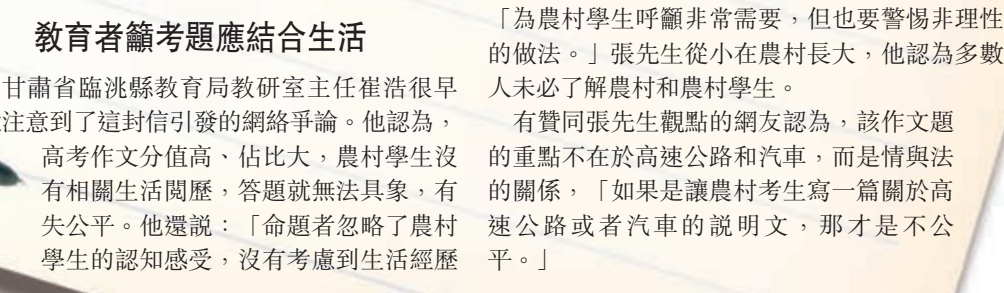 教育者籲考題應結合生活
甘肅省臨洮縣教育局教研室主任崔浩很早
注意到了這封信引發的網絡爭論。他認為，
高考作文分值高、佔比大，農村學生沒
有相關生活閱歷，答題就無法具象，有
失公平。他還説：「命題者忽略了農村
學生的認知感受，沒有考慮到生活經歷
「為農村學生呼籲非常需要，但也要警惕非理性
的做法。」張先生從小在農村長大，他認為多數
人未必了解農村和農村學生。
有贊同張先生觀點的網友認為，該作文題
的重點不在於高速公路和汽車，而是情與法
的關係，「如果是讓農村考生寫一篇關於高
速公路或者汽車的説明文，那才是不公
平。」